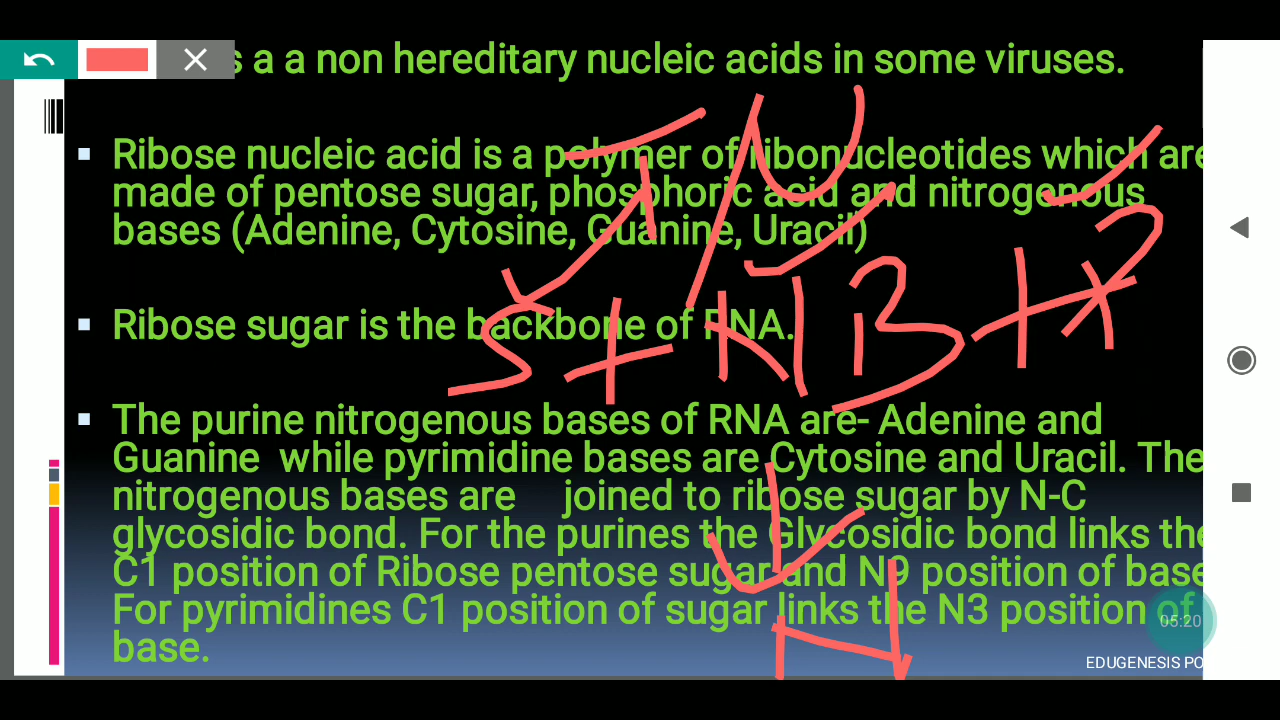 s a a non hereditary nucleic acids in some viruses.
Ribose nucleic acid is a polymer of ribonucleotides which are
made of pentose sugar, phosphoric acid and nitrogenous
bases (Adenine, Cytosine, Guanine, Uracil)
Ribose sugar is the backbone of RNA.
S + N B +
The purine nitrogenous bases of RNA are- Adenine and
Guanine while pyrimidine bases are Cytosine and Uracil. The
nitrogenous bases are joined to ribose sugar by N-C
glycosidic bond. For the purines the Glycosidic bond links the
C1 position of Ribose pentose sugar and N9 position of base
For pyrimidines C1 position of sugar links the N3 position of
base.
05:20
N
EDUGENESIS PO